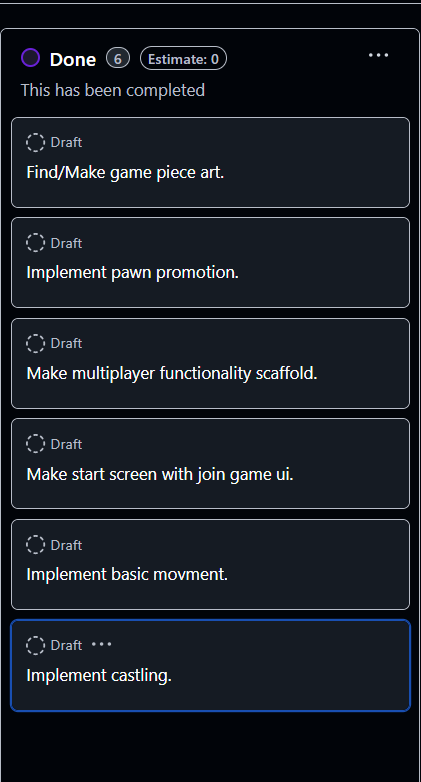 Done 6 Estimate: 0 ...
This has been completed
Draft
Find/Make game piece art.
Draft
Implement pawn promotion.
Draft
Make multiplayer functionality scaffold.
Draft
Make start screen with join game ui.
Draft
Implement basic movment.
Draft ...
Implement castling.